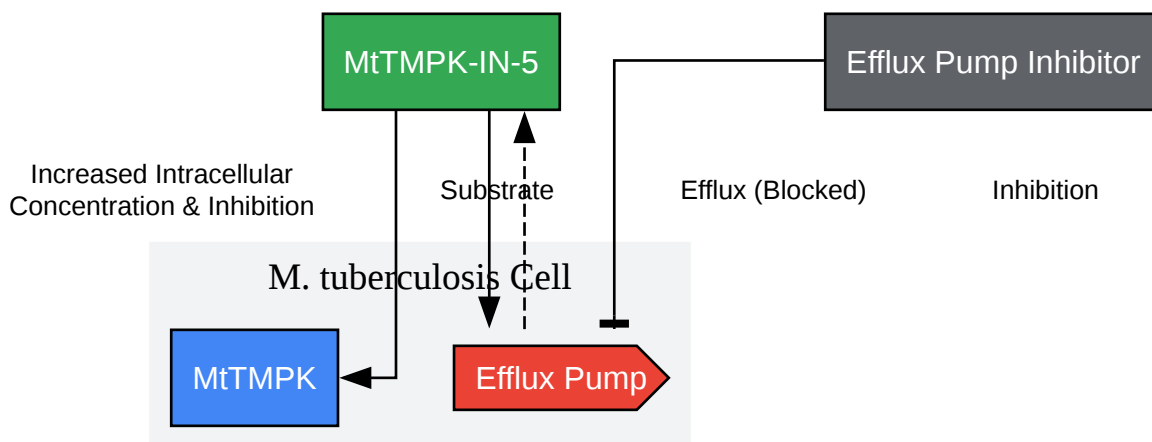 MtTMPK-IN-5
Efflux Pump Inhibitor
Increased Intracellular
Concentration & Inhibition
Substrate
Efflux (Blocked)
Inhibition
M. tuberculosis Cell
MtTMPK
Efflux Pump